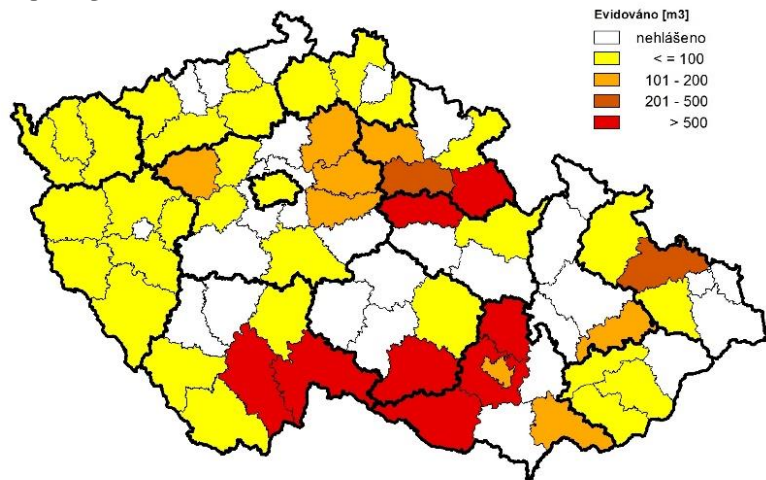 Evidováno [m3]
nehlášeno
< = 100
101 - 200
201 - 500
> 500